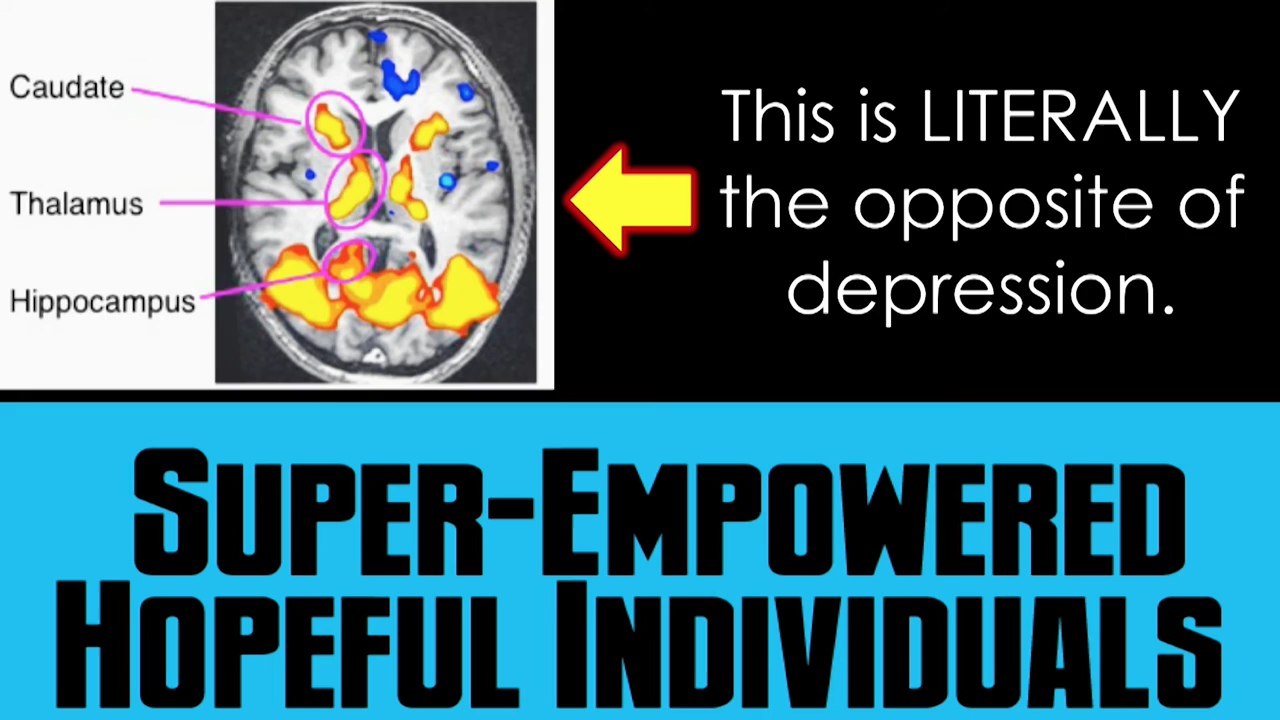 Caudate
Thalamus
Hippocampus
This is LITERALLY
the opposite of
depression.
SUPER-EMPOWERED
HOPEFUL INDIVIDUALS